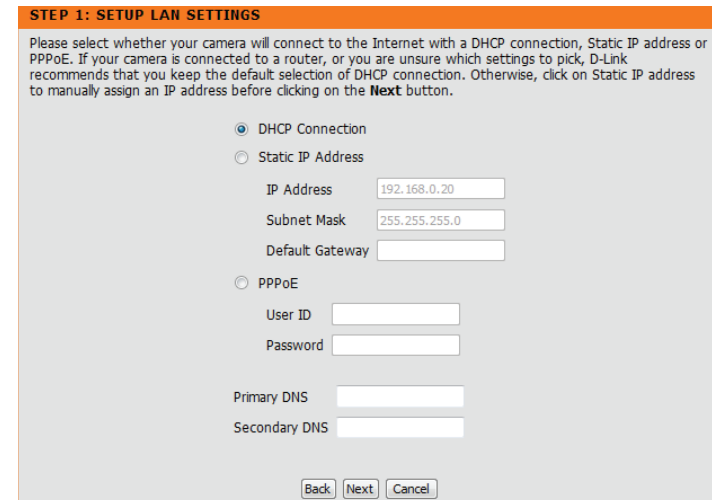 STEP 1: SETUP LAN SETTINGS
Please select whether your camera will connect to the Internet with a DHCP connection, Static IP address or
PPPoE. If your camera is connected to a router, or you are unsure which settings to pick, D-Link
recommends that you keep the default selection of DHCP connection. Otherwise, click on Static IP address
to manually assign an IP address before clicking on the Next button.
DHCP Connection
Static IP Address
IP Address 192.168.0.20
Subnet Mask 255.255.255.0
Default Gateway
PPPoE
User ID
Password
Primary DNS
Secondary DNS
Back Next Cancel